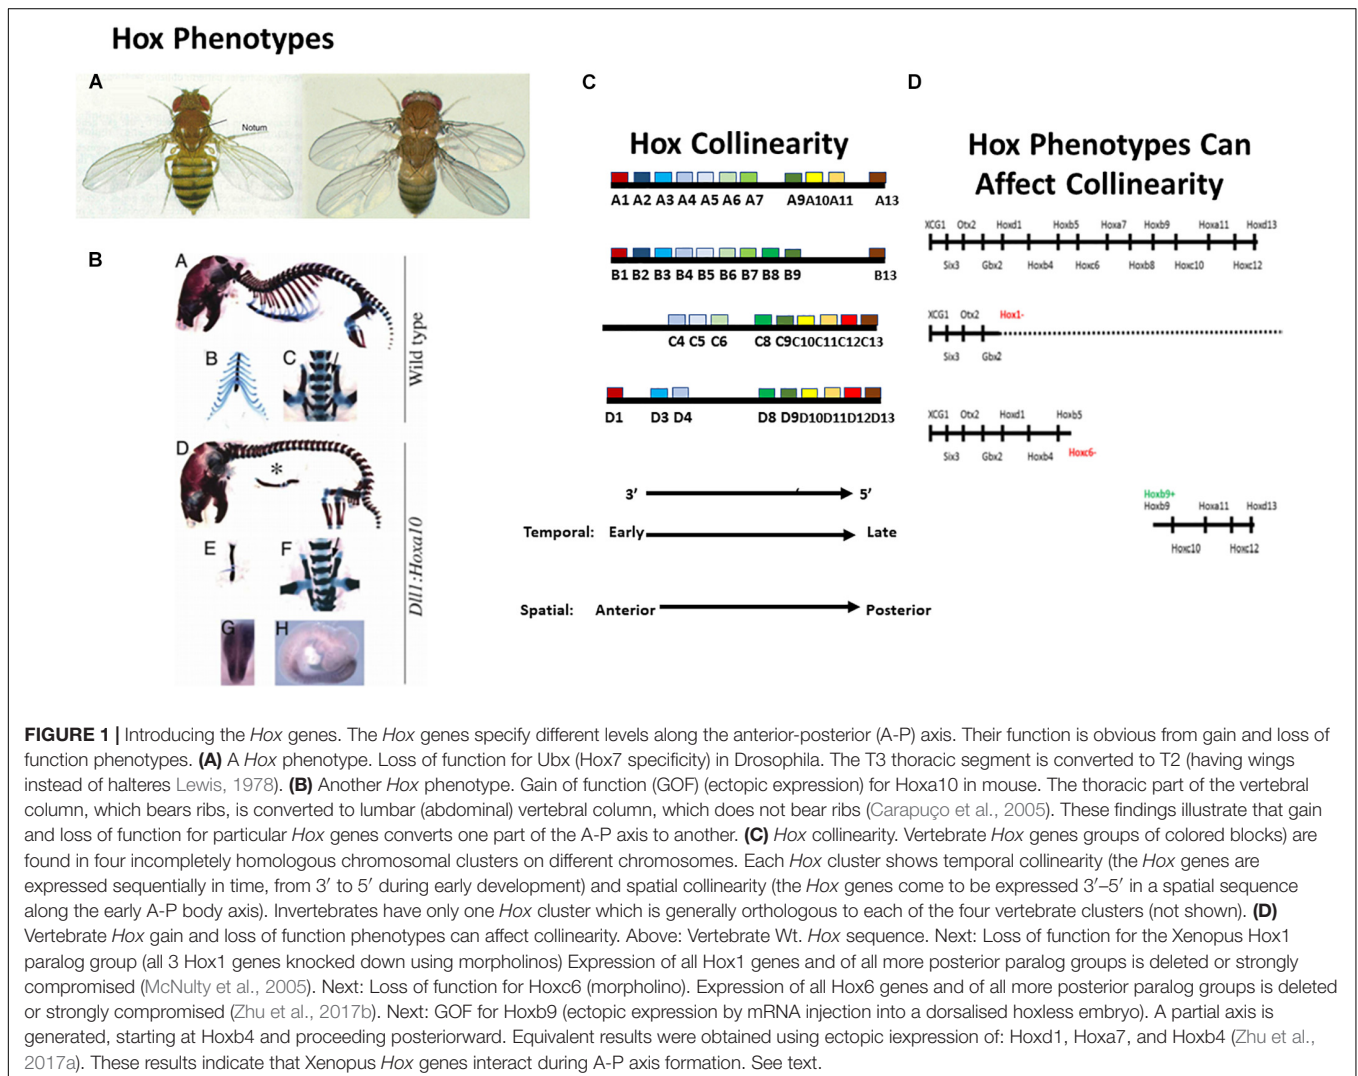 Hox Phenotypes
A
Notum
B
A
B
C
Wild type
D
*
E
F
G
H
Dll1:Hoxa10
C
Hox Collinearity
A1 A2 A3 A4 A5 A6 A7 A9 A10 A11 A13
B1 B2 B3 B4 B5 B6 B7 B8 B9 B13
C4 C5 C6 C8 C9 C10 C11 C12 C13
D1 D3 D4 D8 D9 D10 D11 D12 D13
3′ 5′
Temporal: Early Late
Spatial: Anterior Posterior
D
Hox Phenotypes Can
Affect Collinearity
XCG1 Otx2 Hoxd1 Hoxb5 Hoxa7 Hoxb9 Hoxa11 Hoxd13
Six3 Gbx2 Hoxb4 Hoxc6 Hoxb8 Hoxc10 Hoxc12
XCG1 Otx2 Hox1-
Six3 Gbx2
XCG1 Otx2 Hoxd1 Hoxb5
Six3 Gbx2 Hoxb4 Hoxc6-
Hoxb9+
Hoxb9 Hoxa11 Hoxd13
Hoxc10 Hoxc12
FIGURE 1 | Introducing the Hox genes. The Hox genes specify different levels along the anterior-posterior (A-P) axis. Their function is obvious from gain and loss of
function phenotypes. (A) A Hox phenotype. Loss of function for Ubx (Hox7 specificity) in Drosophila. The T3 thoracic segment is converted to T2 (having wings
instead of halteres Lewis, 1978). (B) Another Hox phenotype. Gain of function (GOF) (ectopic expression) for Hoxa10 in mouse. The thoracic part of the vertebral
column, which bears ribs, is converted to lumbar (abdominal) vertebral column, which does not bear ribs (Carapuço et al., 2005). These findings illustrate that gain
and loss of function for particular Hox genes converts one part of the A-P axis to another. (C) Hox collinearity. Vertebrate Hox genes groups of colored blocks) are
found in four incompletely homologous chromosomal clusters on different chromosomes. Each Hox cluster shows temporal collinearity (the Hox genes are
expressed sequentially in time, from 3′ to 5′ during early development) and spatial collinearity (the Hox genes come to be expressed 3′–5′ in a spatial sequence
along the early A-P body axis). Invertebrates have only one Hox cluster which is generally orthologous to each of the four vertebrate clusters (not shown). (D)
Vertebrate Hox gain and loss of function phenotypes can affect collinearity. Above: Vertebrate Wt. Hox sequence. Next: Loss of function for the Xenopus Hox1
paralog group (all 3 Hox1 genes knocked down using morpholinos) Expression of all Hox1 genes and of all more posterior paralog groups is deleted or strongly
compromised (McNulty et al., 2005). Next: Loss of function for Hoxc6 (morpholino). Expression of all Hox6 genes and of all more posterior paralog groups is deleted
or strongly compromised (Zhu et al., 2017b). Next: GOF for Hoxb9 (ectopic expression by mRNA injection into a dorsalised hoxless embryo). A partial axis is
generated, starting at Hoxb4 and proceeding posteriorward. Equivalent results were obtained using ectopic iexpression of: Hoxd1, Hoxa7, and Hoxb4 (Zhu et al.,
2017a). These results indicate that Xenopus Hox genes interact during A-P axis formation. See text.